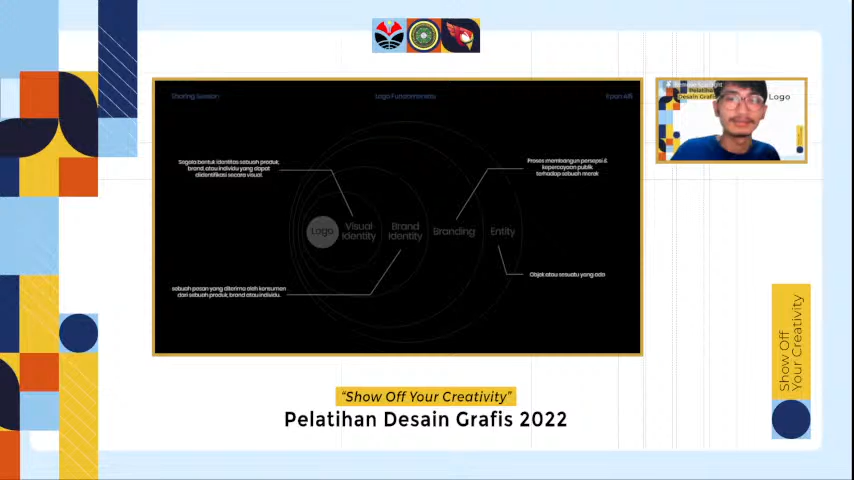 Sharing Session
Logo Fundamentals
Segala bentuk identitas sebuah produk,
brand, atau individu yang dapat
diidentifikasi secara visual.
Proses membangun persepsi &
kepercayaan publik
terhadap sebuah merek
Logo
Visual
Identity
Brand
Identity
Branding
Entity
sebuah pesan yang diterima oleh konsumen
dari sebuah produk, brand atau individu.
Objek atau sesuatu yang ada
Pelatihan
Desain Grafis
Logo
Show Off
Your Creativity
“Show Off Your Creativity”
Pelatihan Desain Grafis 2022